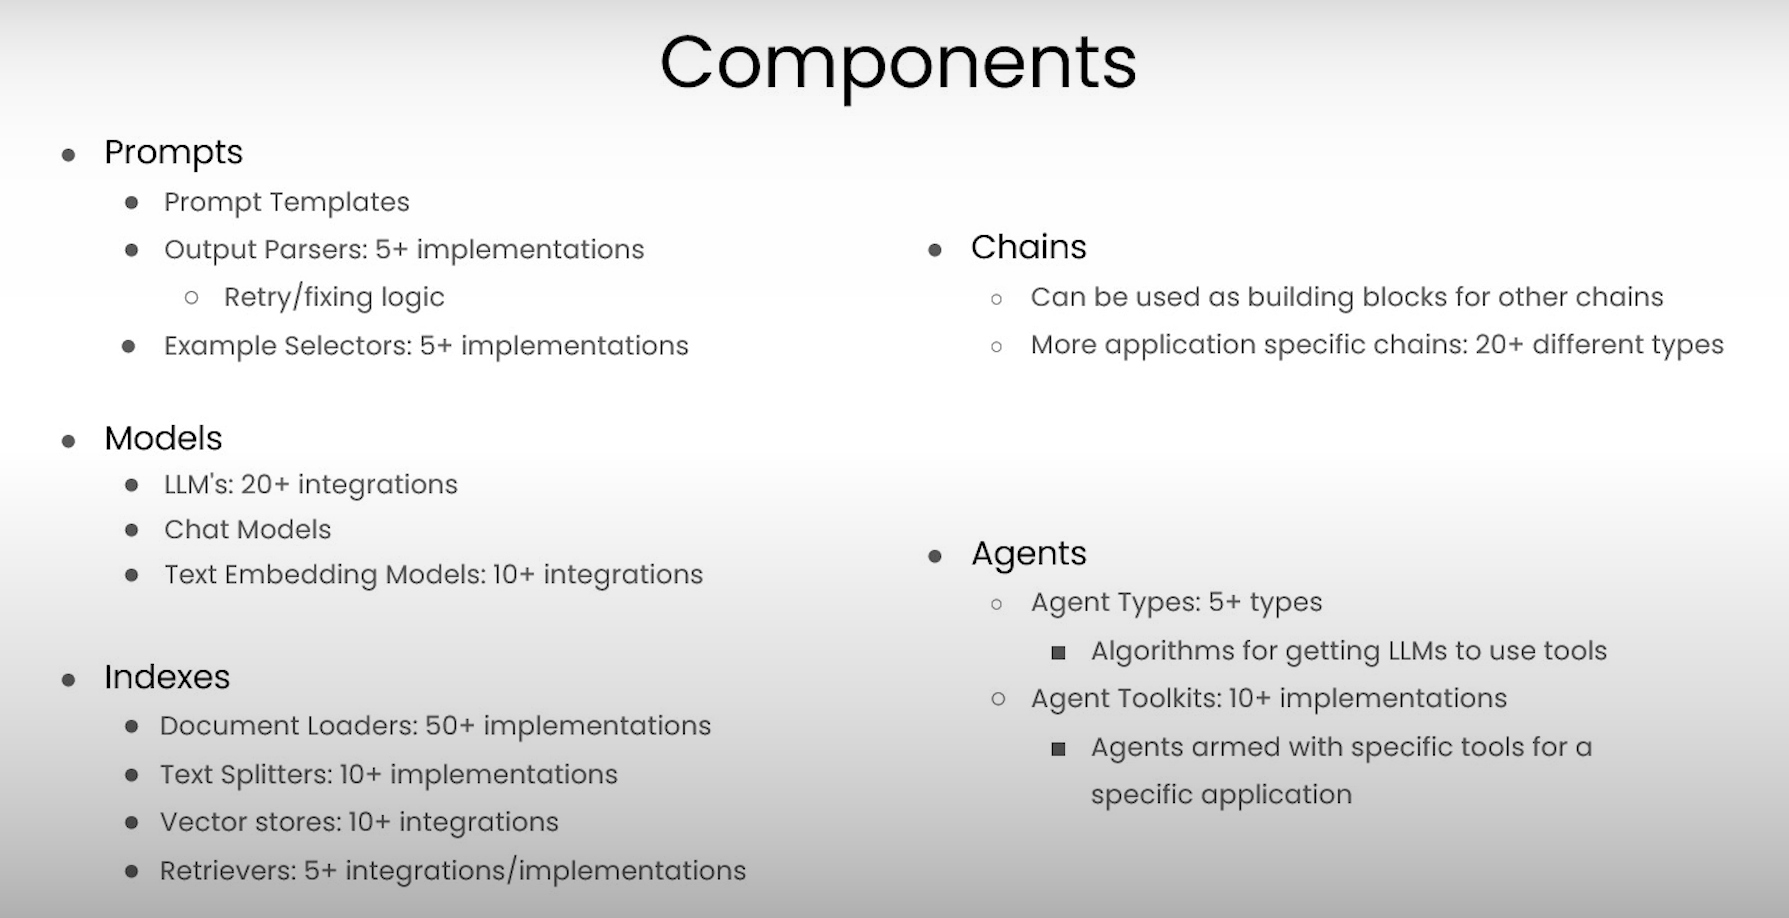 Components
Prompts
Prompt Templates
Output Parsers: 5+ implementations
Retry/fixing logic
Example Selectors: 5+ implementations
Models
LLM's: 20+ integrations
Chat Models
Text Embedding Models: 10+ integrations
Indexes
Document Loaders: 50+ implementations
Text Splitters: 10+ implementations
Vector stores: 10+ integrations
Retrievers: 5+ integrations/implementations
Chains
Can be used as building blocks for other chains
More application specific chains: 20+ different types
Agents
Agent Types: 5+ types
Algorithms for getting LLMs to use tools
Agent Toolkits: 10+ implementations
Agents armed with specific tools for a
specific application